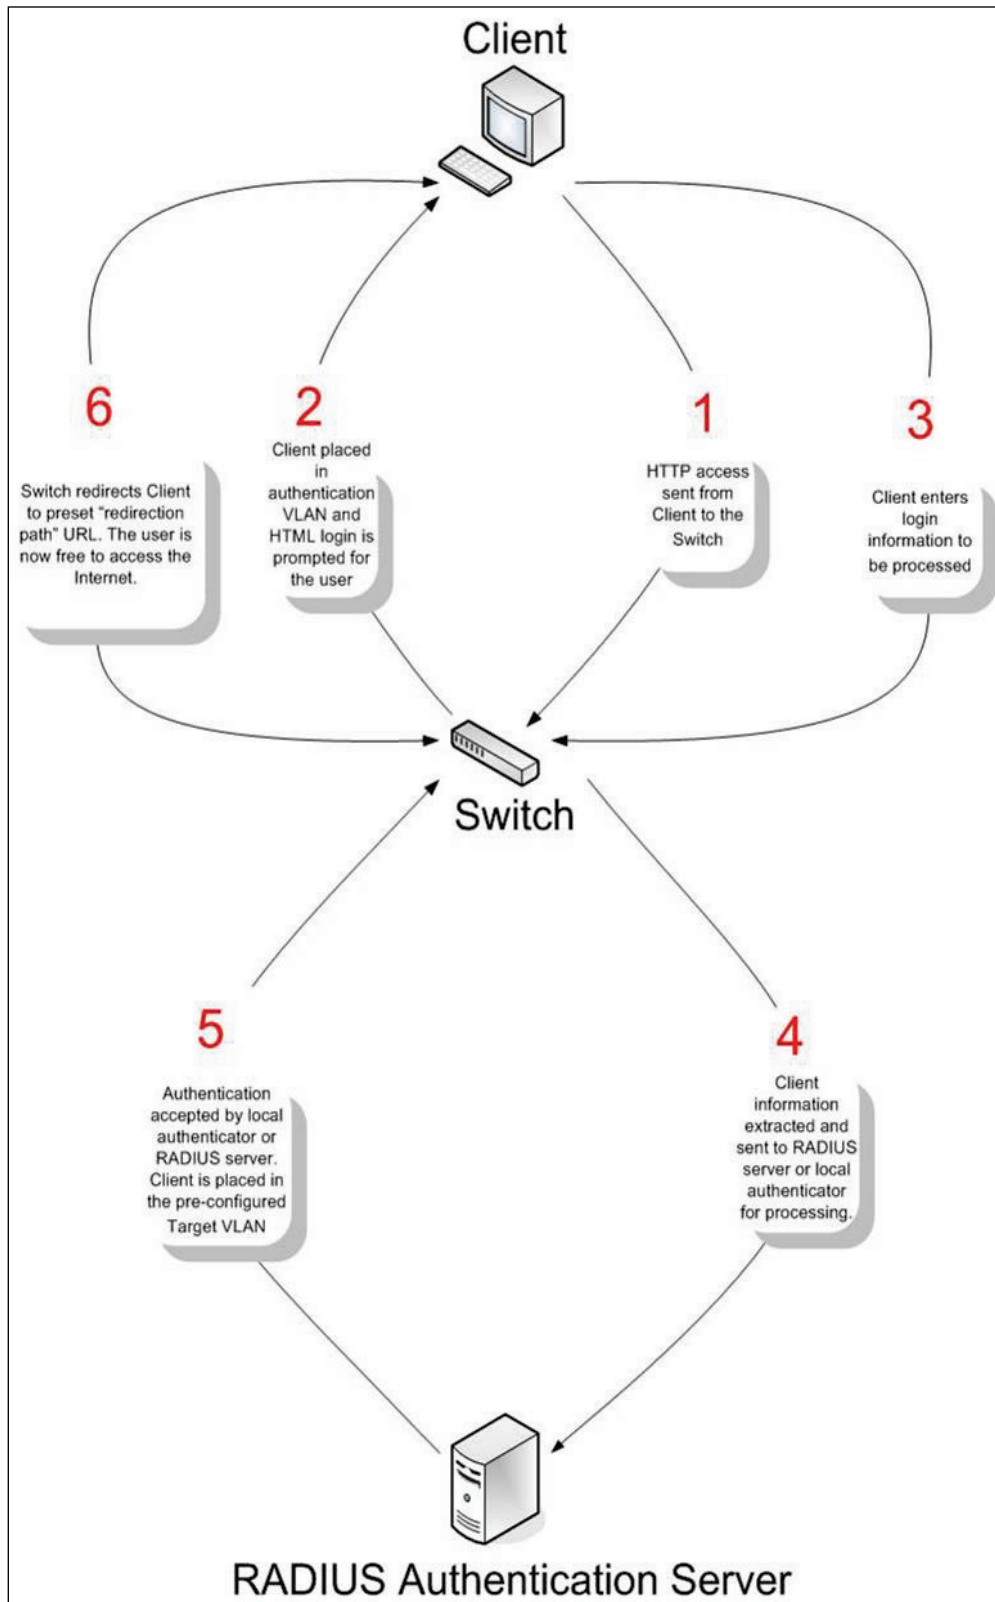 Client
6
Switch redirects Client
to preset “redirection
path” URL. The user is
now free to access the
Internet.
2
Client placed
in
authentication
VLAN and
HTML login is
prompted for
the user
1
HTTP access
sent from
Client to the
Switch
3
Client enters
login
information to
be processed
Switch
5
Authentication
accepted by local
authenticator or
RADIUS server.
Client is placed in
the pre-configured
Target VLAN
4
Client
information
extracted and
sent to RADIUS
server or local
authenticator
for processing.
RADIUS Authentication Server